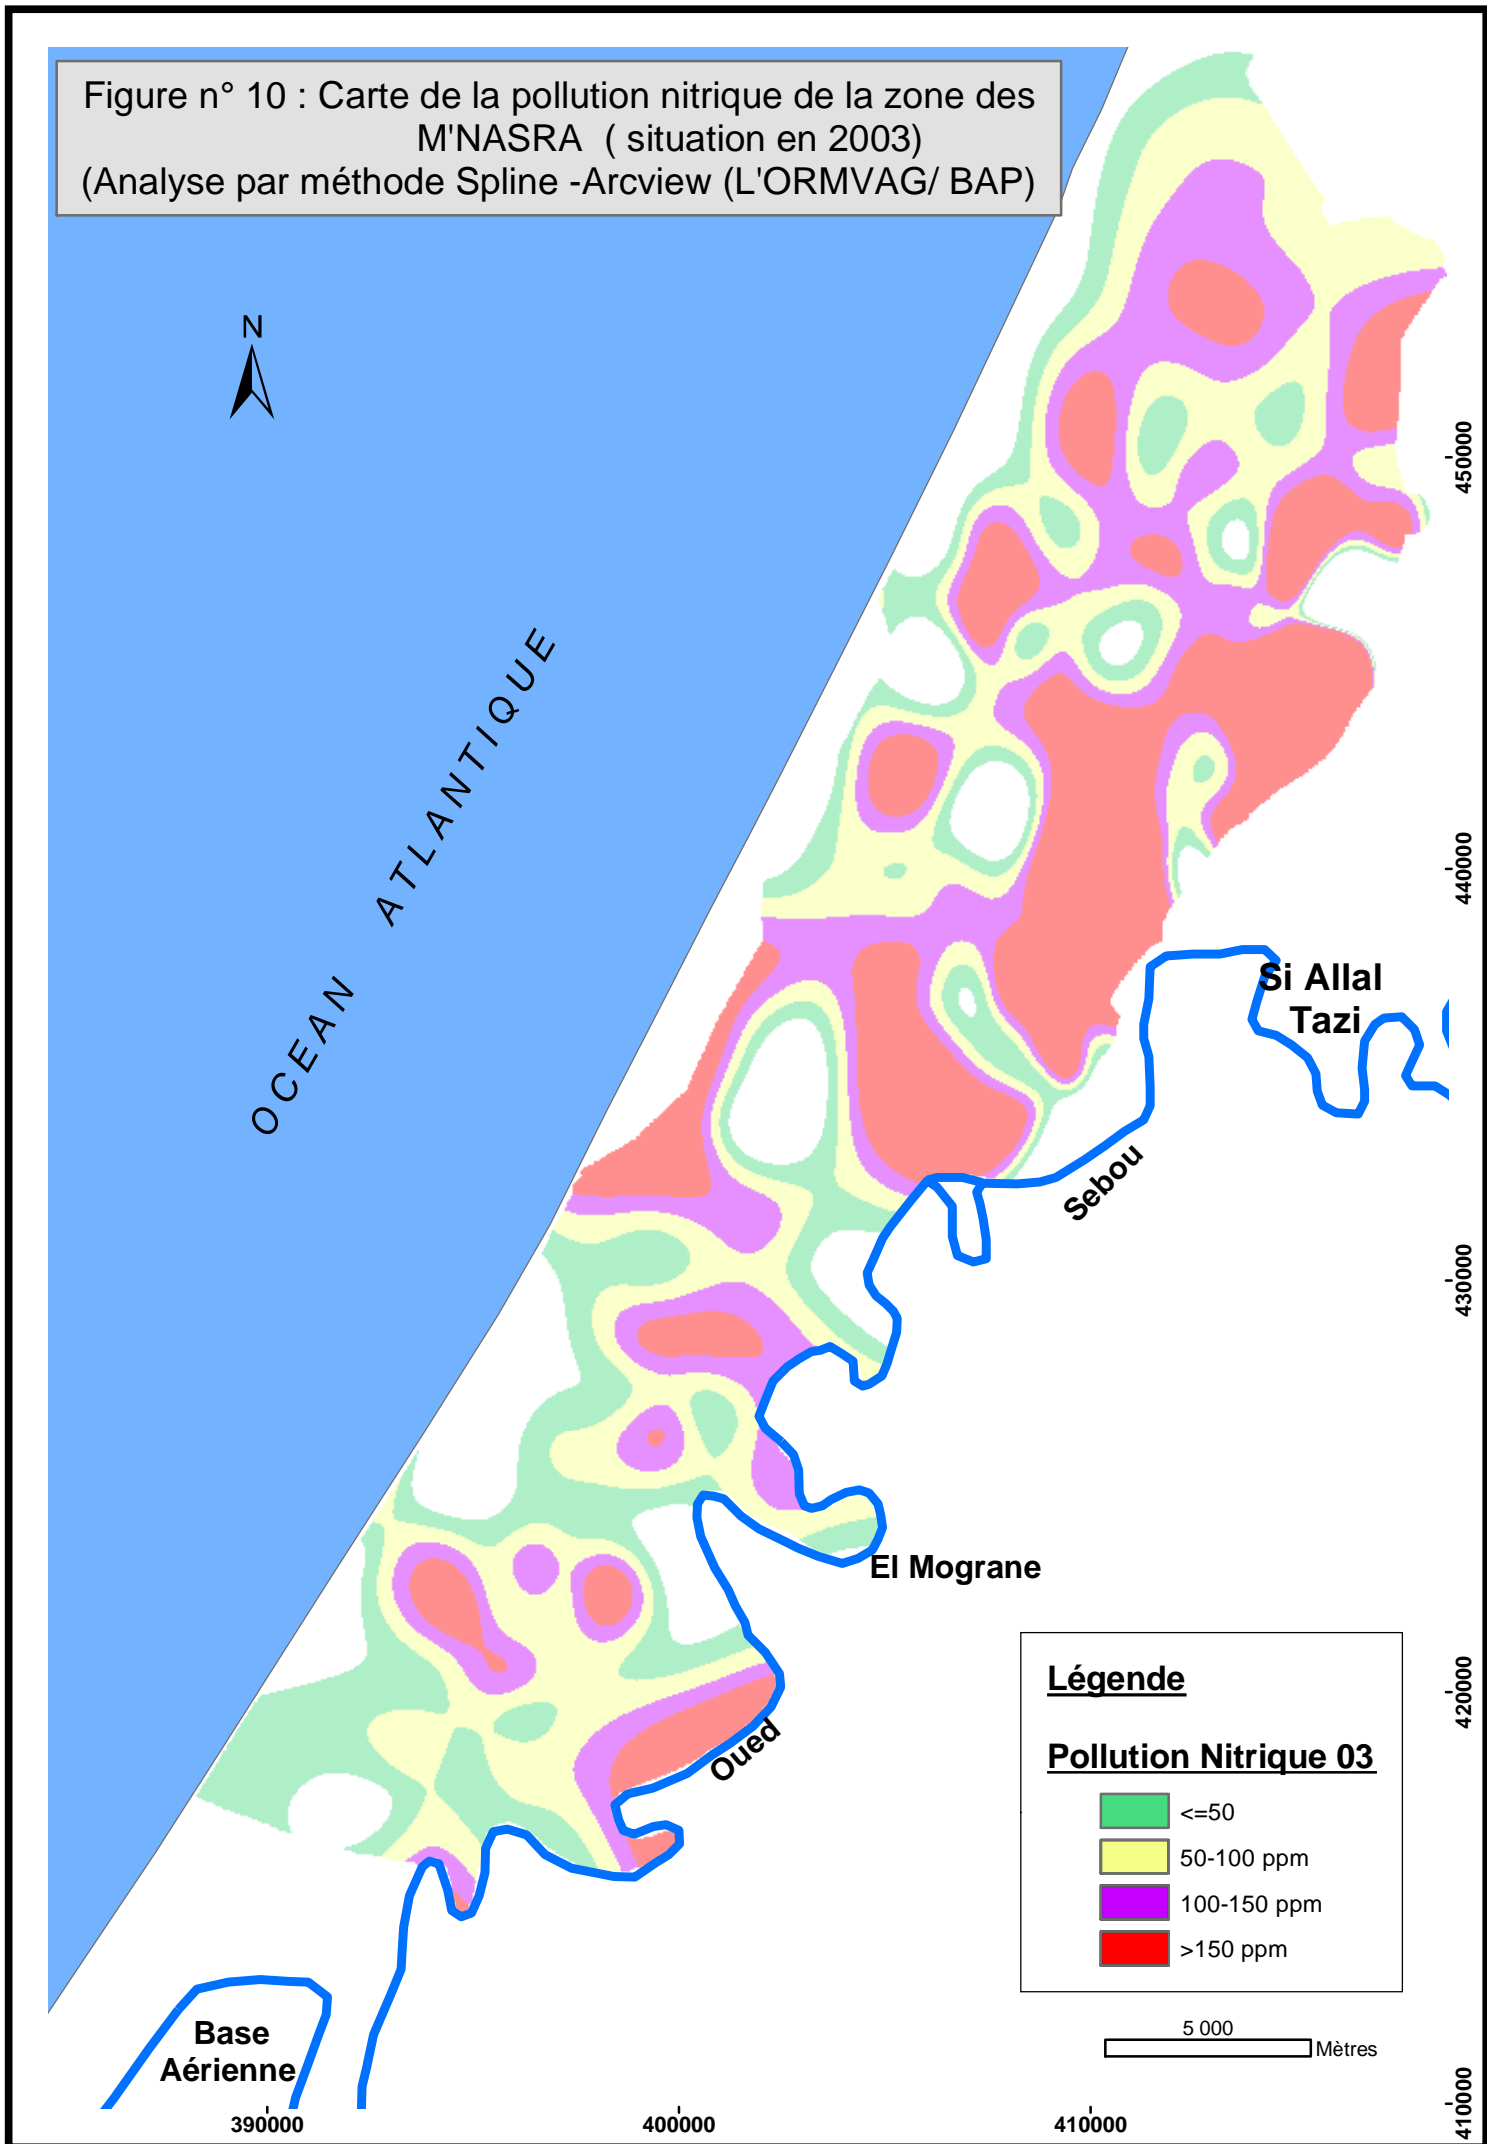 Figure n° 10 : Carte de la pollution nitrique de la zone des
M'NASRA ( situation en 2003)
(Analyse par méthode Spline -Arcview (L'ORMVAG/ BAP)
N
OCEAN ATLANTIQUE
450000
440000
Si Allal
Tazi
Sebou
430000
El Mograne
Oued
420000
Légende
Pollution Nitrique 03
<=50
50-100 ppm
100-150 ppm
>150 ppm
5 000
Mètres
Base
Aérienne
410000
390000
400000
410000